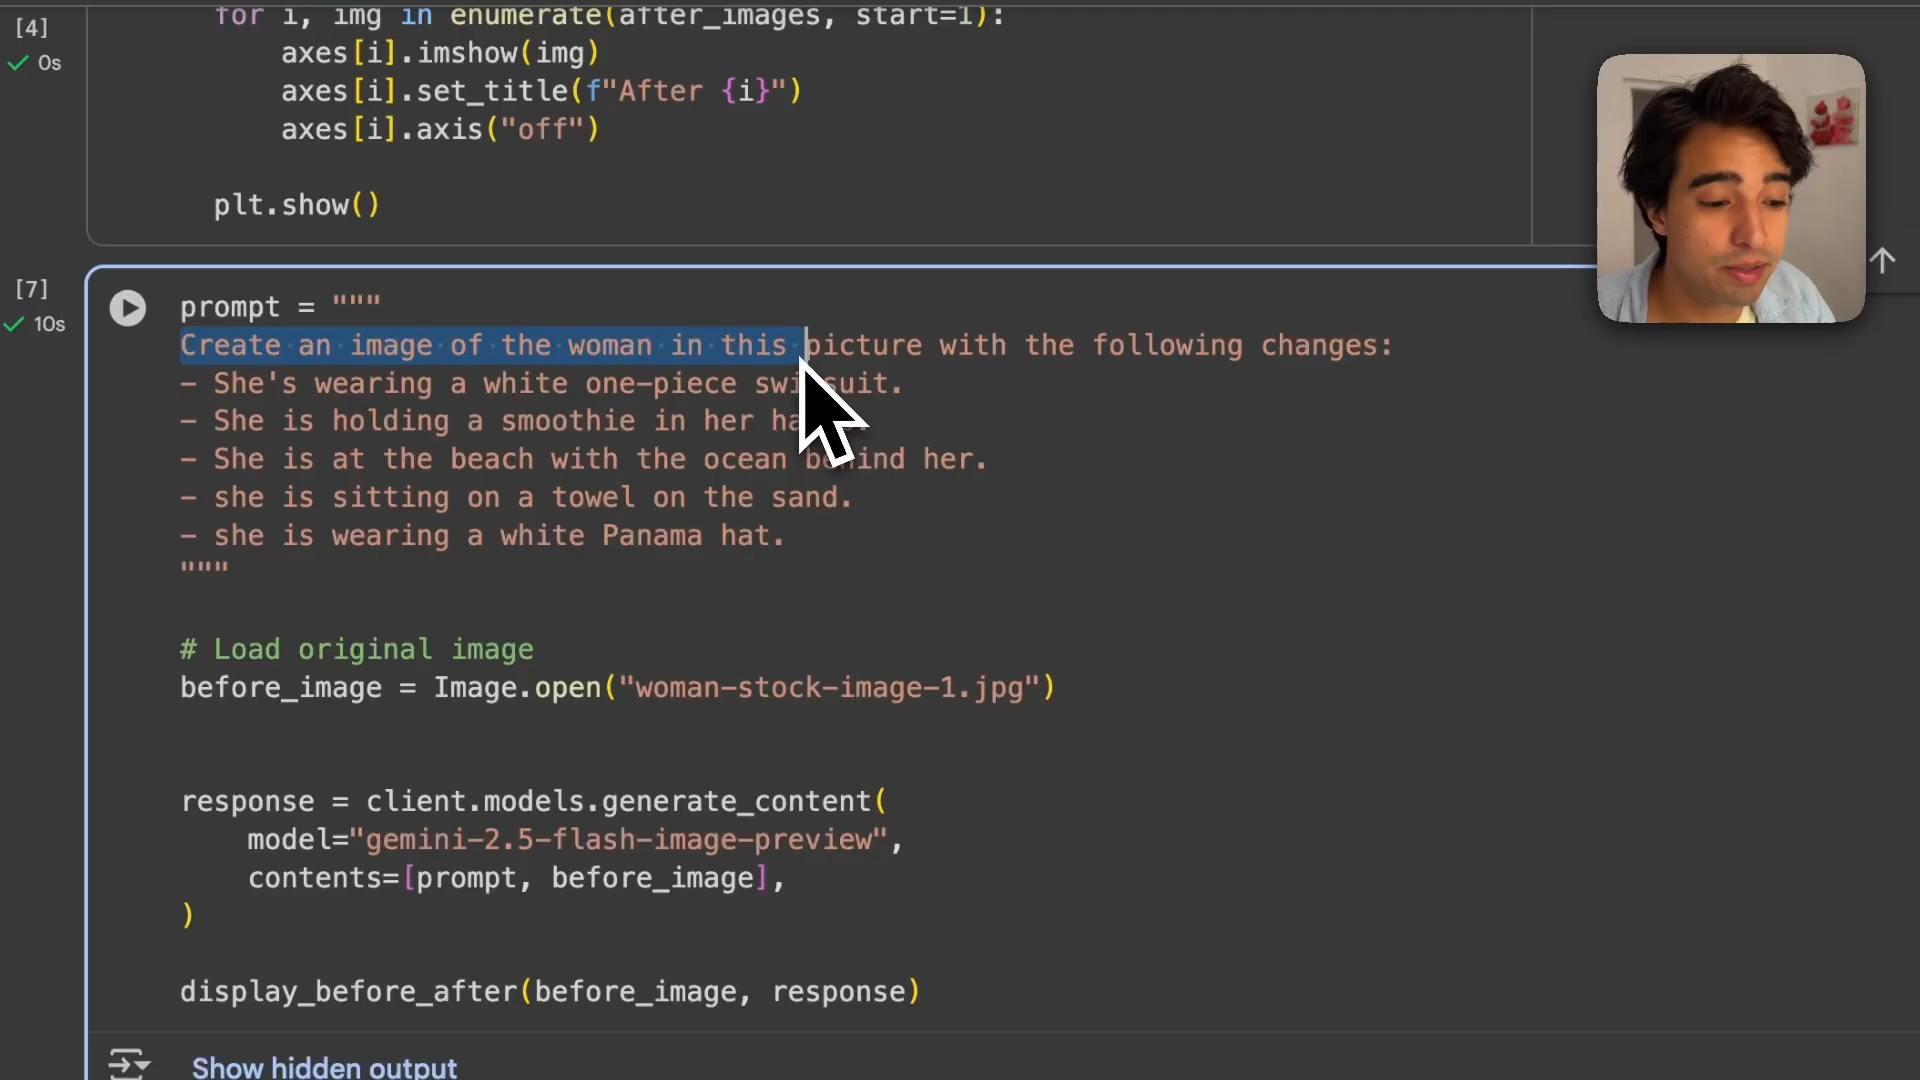 [4]
0s
for i, img in enumerate(after_images, start=1):
axes[i].imshow(img)
axes[i].set_title(f"After {i}")
axes[i].axis("off")
plt.show()
[7]
10s
prompt = """
Create an image of the woman in this picture with the following changes:
- She's wearing a white one-piece suit.
- She is holding a smoothie in her
- She is at the beach with the ocean behind her.
- she is sitting on a towel on the sand.
- she is wearing a white Panama hat.
"""
# Load original image
before_image = Image.open("woman-stock-image-1.jpg")
response = client.models.generate_content(
model="gemini-2.5-flash-image-preview",
contents=[prompt, before_image],
)
display_before_after(before_image, response)
Show hidden output